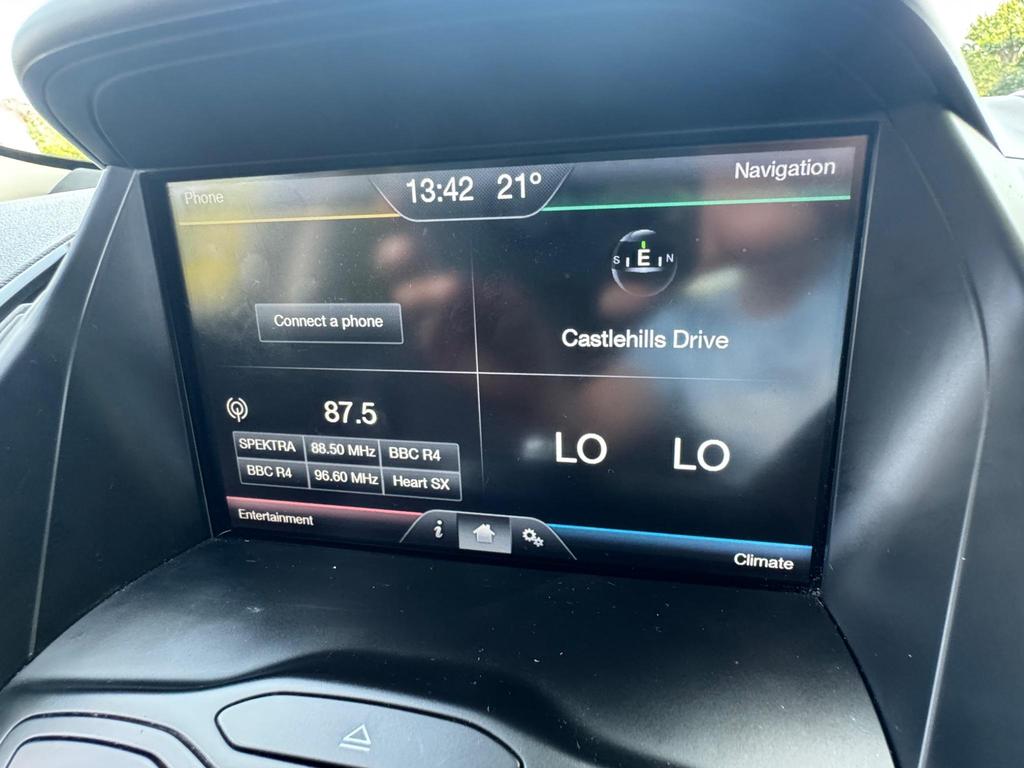 Phone
13:42 21°
Navigation
S E N
Connect a phone
Castlehills Drive
87.5
SPEKTRA 88.50 MHz BBC R4
BBC R4 96.60 MHz Heart SX
LO LO
Entertainment
i
Climate